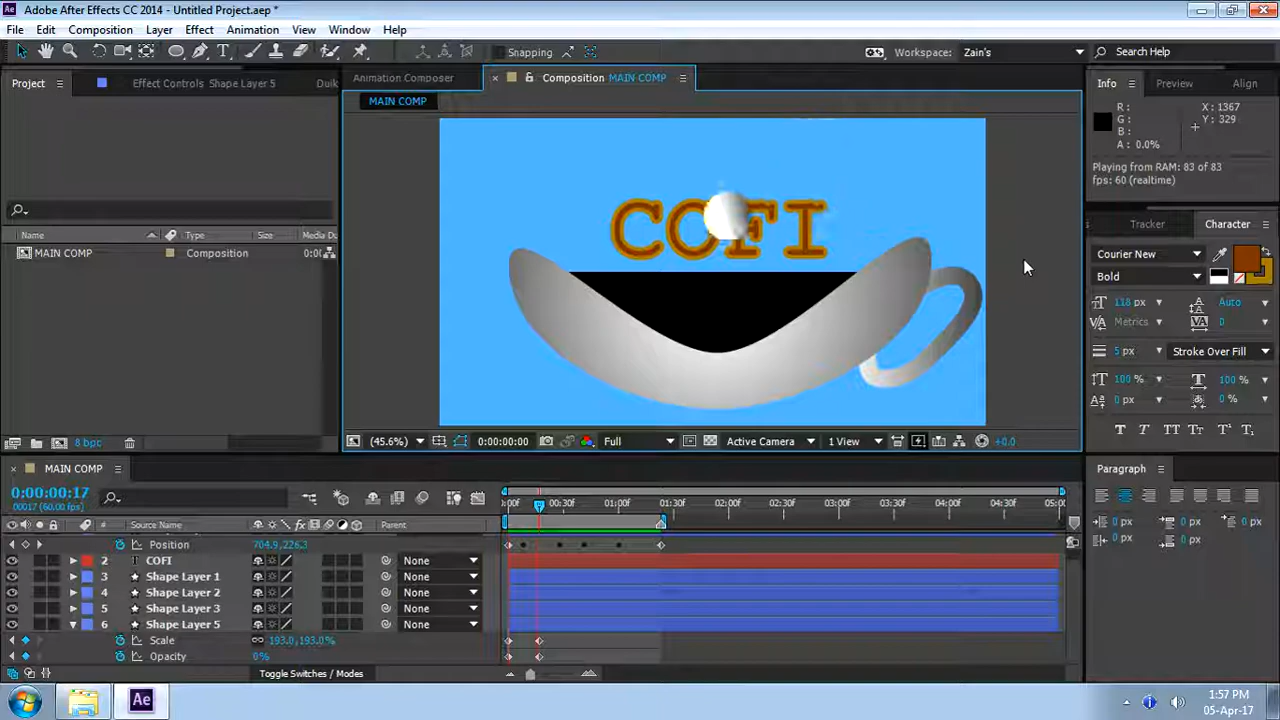 Adobe After Effects CC 2014 - Untitled Project.aep *
File Edit Composition Layer Effect Animation View Window Help
Snapping
Workspace: Zain's
Search Help
Project
Effect Controls Shape Layer 5
Duik
Animation Composer
Composition MAIN COMP
Info
Preview
Align
MAIN COMP
R :
G :
B :
A : 0.0%
X : 1367
Y : 329
Playing from RAM: 83 of 83
fps: 60 (realtime)
COFI
Tracker
Character
Name
Type
Size
Media Du
MAIN COMP
Composition
0:00
Courier New
Bold
118 px
Auto
Metrics
0
5 px
Stroke Over Fill
100 %
100 %
0 px
0 %
T T TT Tт T¹ T₁
8 bpc
(45.6%)
0:00:00:00
Full
Active Camera
1 View
+0.0
MAIN COMP
Paragraph
0:00:00:17
00017 (60.00 fps)
):00f 00:30f 01:00f 01:30f 02:00f 02:30f 03:00f 03:30f 04:00f 04:30f 05:0
0 px
0 px
0 px
0 px
0 px
# Source Name
Parent
Position
704.9,226.3
2 T COFI
None
3 Shape Layer 1
None
4 Shape Layer 2
None
5 Shape Layer 3
None
6 Shape Layer 5
None
Scale
193.0,193.0%
Opacity
0%
Toggle Switches / Modes
Ae
1:57 PM
05-Apr-17